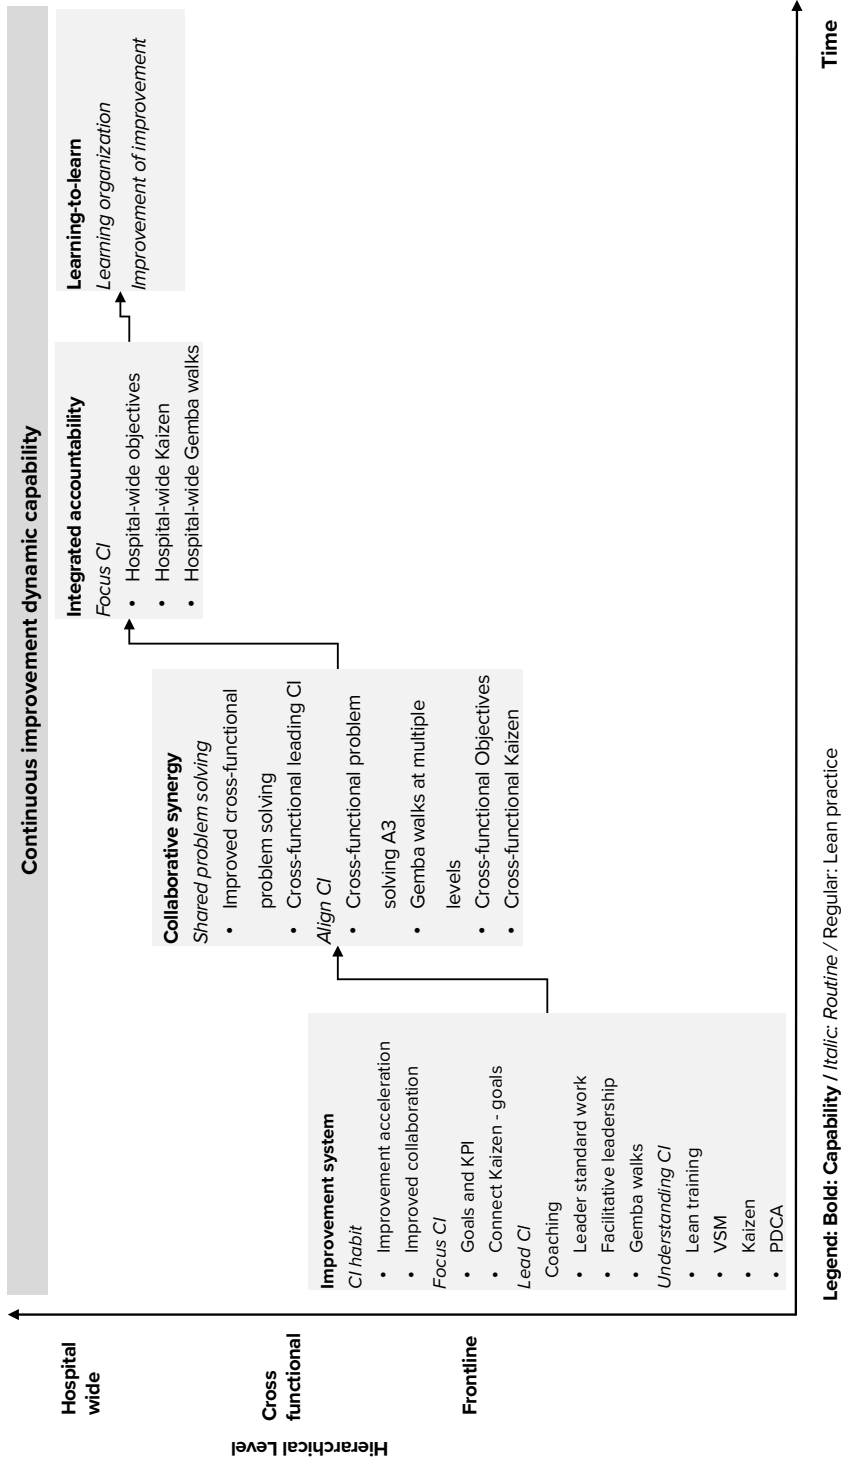 Continuous improvement dynamic capability
Hierarchical Level
Hospital
wide
Cross
functional
Frontline
Improvement system
CI habit
• Improvement acceleration
• Improved collaboration
Focus CI
• Goals and KPI
• Connect Kaizen - goals
Lead CI
Coaching
• Leader standard work
• Facilitative leadership
• Gemba walks
Understanding CI
• Lean training
• VSM
• Kaizen
• PDCA
Collaborative synergy
Shared problem solving
• Improved cross-functional
problem solving
• Cross-functional leading CI
Align CI
• Cross-functional problem
solving A3
• Gemba walks at multiple
levels
• Cross-functional Objectives
• Cross-functional Kaizen
Integrated accountability
Focus CI
• Hospital-wide objectives
• Hospital-wide Kaizen
• Hospital-wide Gemba walks
Learning-to-learn
Learning organization
Improvement of improvement
Time
Legend: Bold: Capability / Italic: Routine / Regular: Lean practice